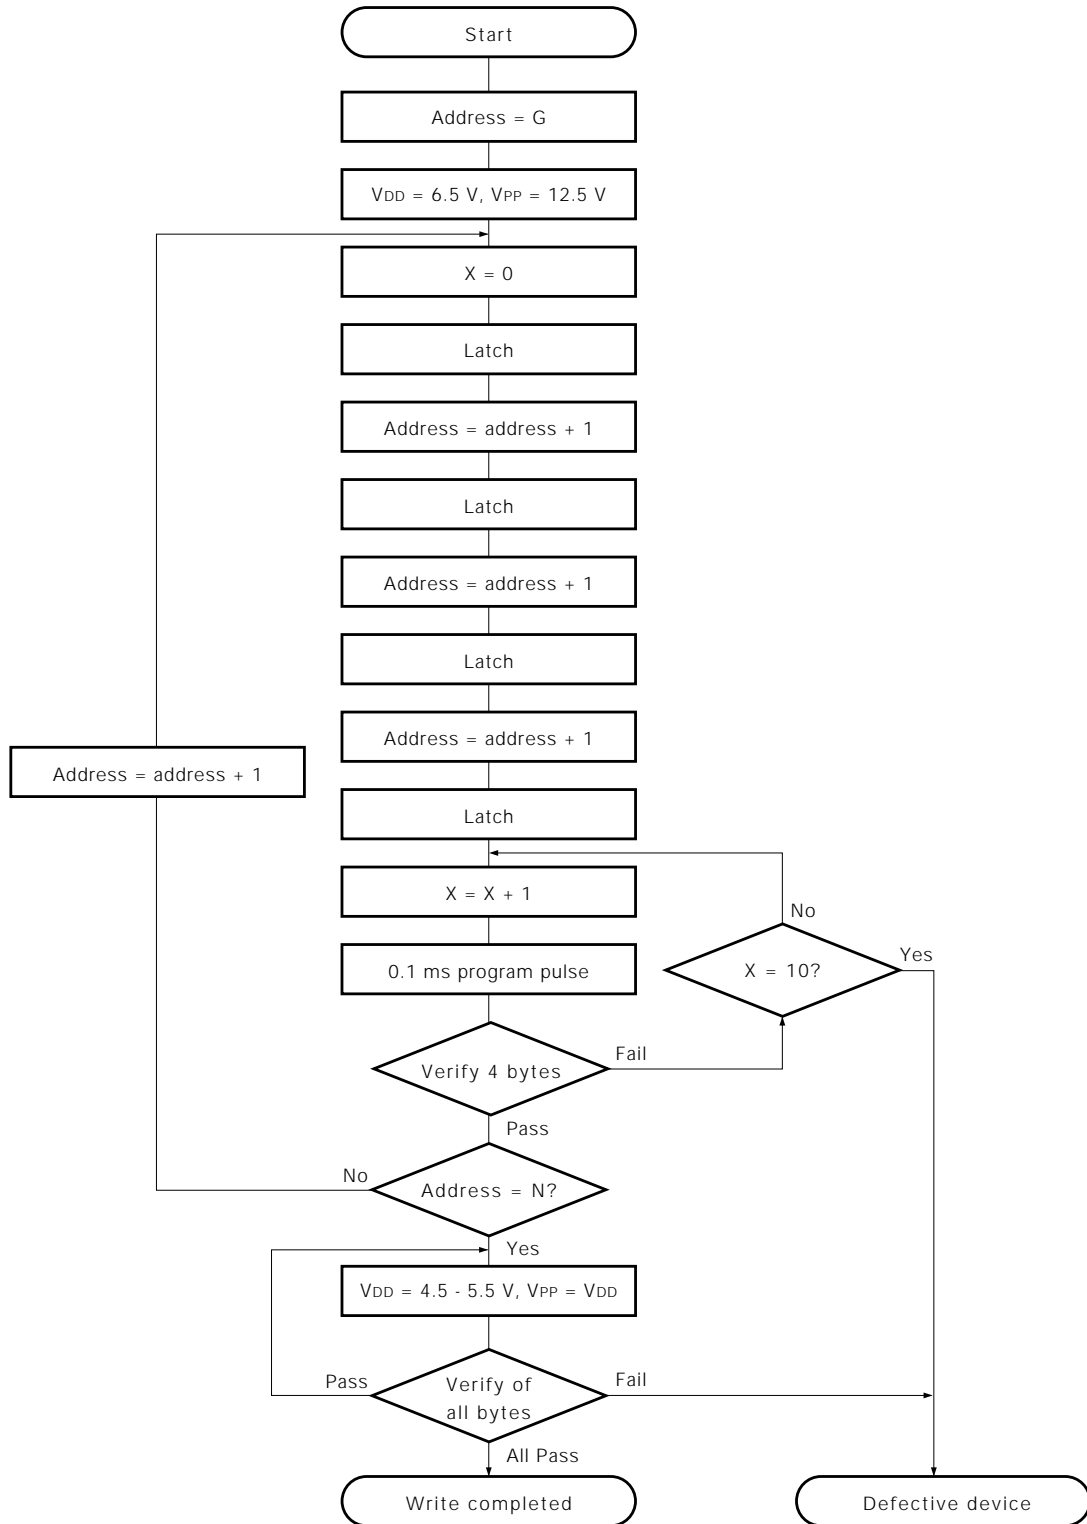 Start
Address = G
VDD = 6.5 V, VPP = 12.5 V
X = 0
Latch
Address = address + 1
Latch
Address = address + 1
Latch
Address = address + 1
Address = address + 1
Latch
X = X + 1
No
Yes
X = 10?
0.1 ms program pulse
Fail
Verify 4 bytes
Pass
No
Address = N?
Yes
VDD = 4.5 - 5.5 V, VPP = VDD
Pass
Verify of
all bytes
Fail
All Pass
Write completed
Defective device